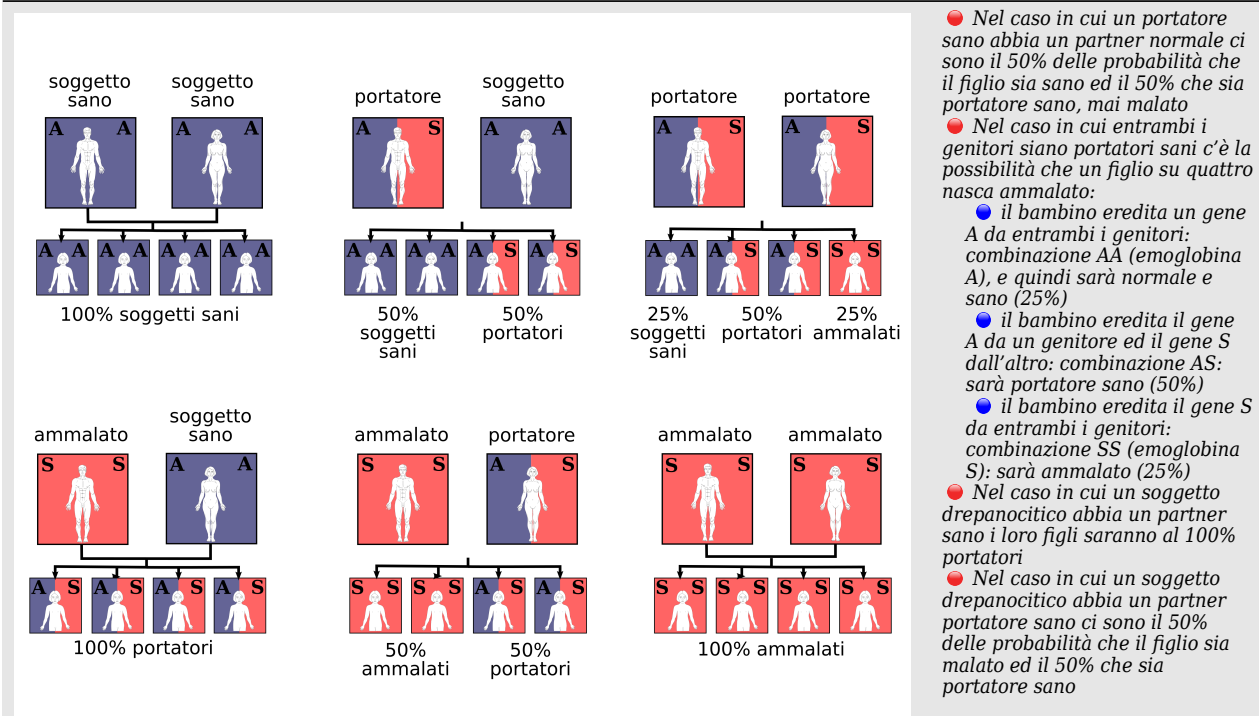 soggetto
sano
soggetto
sano
A A
A A
A A
A A
A A
A A
100% soggetti sani
portatore
soggetto
sano
A S
A A
A A
A A
A S
A S
50%
soggetti
sani
50%
portatori
portatore
portatore
A S
A S
A A
A S
A S
S S
25%
soggetti
sani
50%
portatori
25%
ammalati
ammalato
soggetto
sano
S S
A A
A S
A S
A S
A S
100% portatori
ammalato
portatore
S S
A S
S S
S S
A S
A S
50%
ammalati
50%
portatori
ammalato
ammalato
S S
S S
S S
S S
S S
S S
100% ammalati
Nel caso in cui un portatore
sano abbia un partner normale ci
sono il 50% delle probabilità che
il figlio sia sano ed il 50% che sia
portatore sano, mai malato
Nel caso in cui entrambi i
genitori siano portatori sani c'è la
possibilità che un figlio su quattro
nasca ammalato:
il bambino eredita un gene
A da entrambi i genitori:
combinazione AA (emoglobina
A), e quindi sarà normale e
sano (25%)
il bambino eredita il gene
A da un genitore ed il gene S
dall'altro: combinazione AS:
sarà portatore sano (50%)
il bambino eredita il gene S
da entrambi i genitori:
combinazione SS (emoglobina
S): sarà ammalato (25%)
Nel caso in cui un soggetto
drepanocitico abbia un partner
sano i loro figli saranno al 100%
portatori
Nel caso in cui un soggetto
drepanocitico abbia un partner
portatore sano ci sono il 50%
delle probabilità che il figlio sia
malato ed il 50% che sia
portatore sano